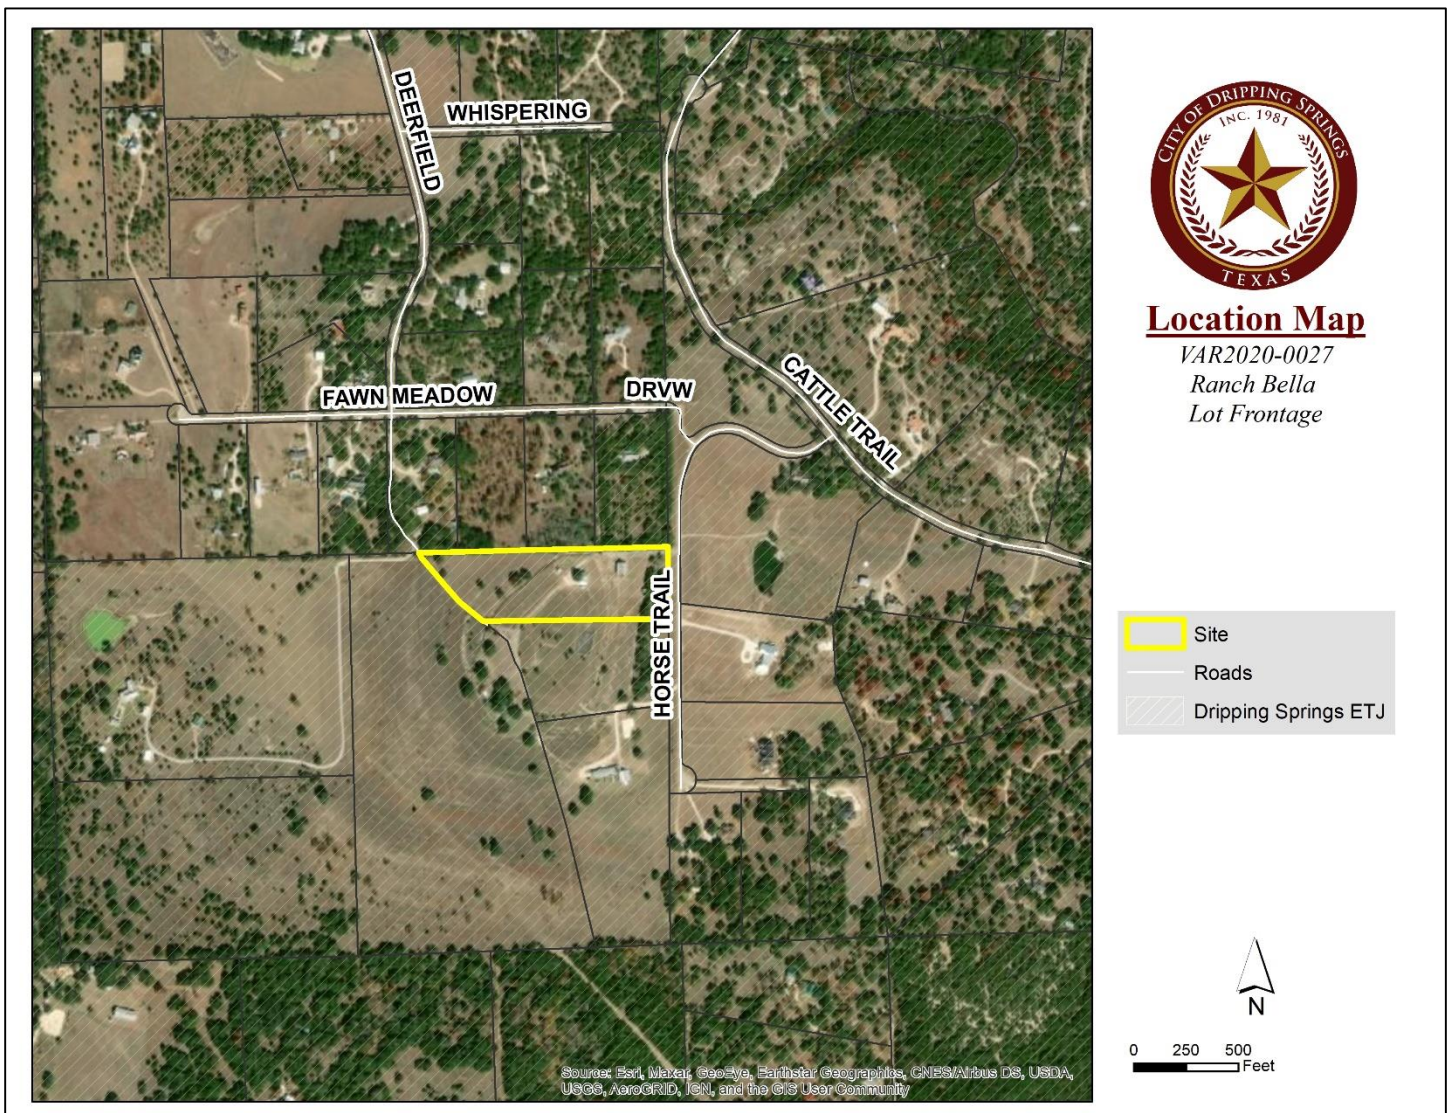 DEERFIELD
WHISPERING
FAWN MEADOW
DRVW
CATTLE TRAIL
HORSE TRAIL
Source: Esri, Maxar, GeoEye, Earthstar Geographics, CNES/Airbus DS, USDA,
USGS, AeroGRID, IGN, and the GIS User Community
CITY OF DRIPPING SPRINGS
INC. 1981
TEXAS
Location Map
VAR2020-0027
Ranch Bella
Lot Frontage
Site
Roads
Dripping Springs ETJ
N
0 250 500
Feet